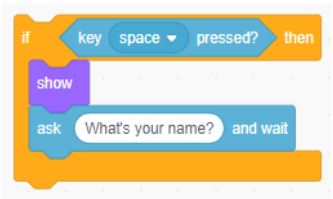 if key space pressed? then
show
ask What's your name? and wait